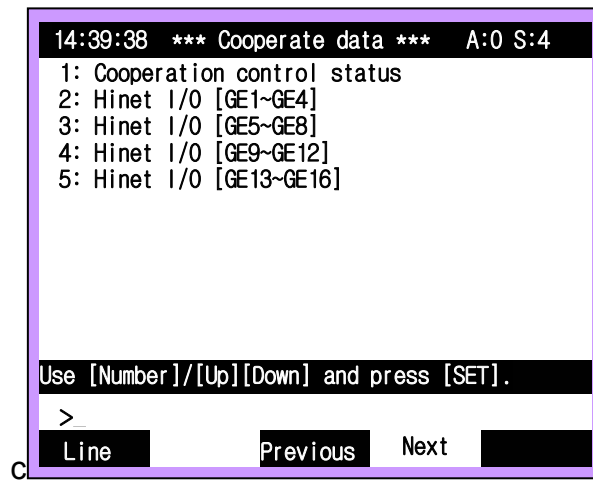 14:39:38 *** Cooperate data *** A:0 S:4
1: Cooperation control status
2: Hinet I/O [GE1~GE4]
3: Hinet I/O [GE5~GE8]
4: Hinet I/O [GE9~GE12]
5: Hinet I/O [GE13~GE16]
Use [Number]/[Up][Down] and press [SET].
>_
Line Previous Next
c